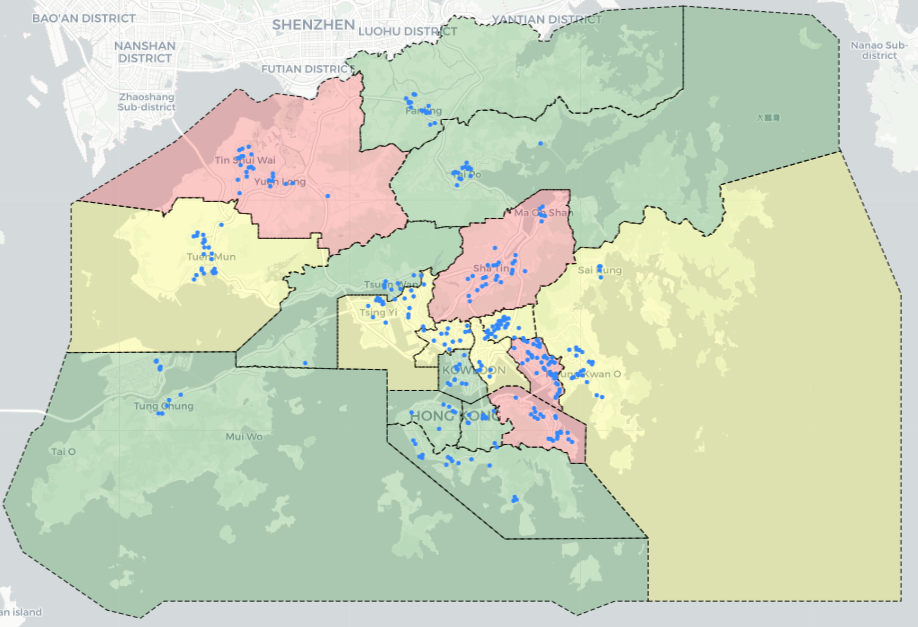 BAO'AN DISTRICT
SHENZHEN
YANTIAN DISTRICT
LUOHU DISTRICT
NANSHAN
DISTRICT
Nanao Sub-
district
FUTIAN DISTRICT
Zhaoshang
Sub-district
Fanling
Tin Shui Wai
Yuen Long
Tai Po
Ma On Shan
Tuen Mun
Sha Tin
Sai Kung
Tsuen Wan
Tsing Yi
KOWLOON
Kwan O
Tung Chung
HONG KONG
Mui Wo
Tai O
an island